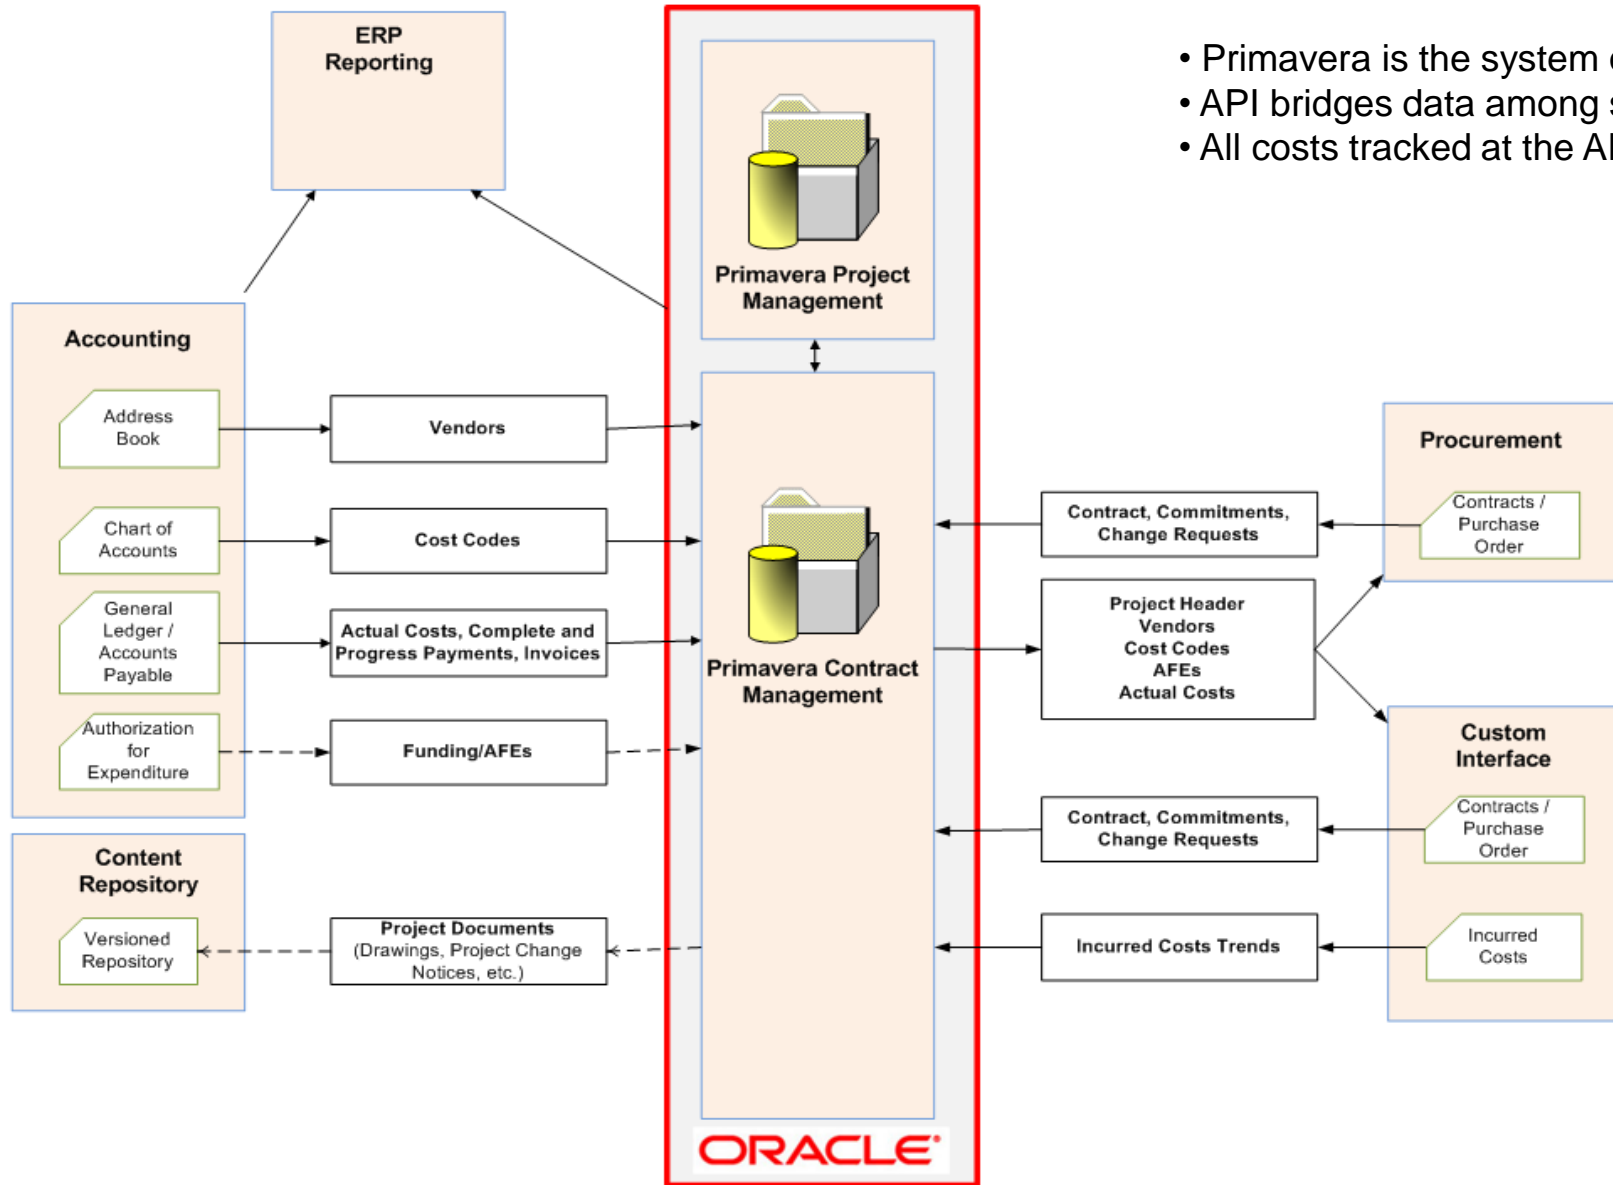 ERP
Reporting
• Primavera is the system
• API bridges data among
• All costs tracked at the
Primavera Project
Management
Accounting
Address
Book
Vendors
Chart of
Accounts
Cost Codes
General
Ledger /
Accounts
Payable
Actual Costs, Complete and
Progress Payments, Invoices
Authorization
for
Expenditure
Funding/AFEs
Content
Repository
Versioned
Repository
Project Documents
(Drawings, Project Change
Notices, etc.)
Primavera Contract
Management
ORACLE®
Procurement
Contracts /
Purchase
Order
Contract, Commitments,
Change Requests
Project Header
Vendors
Cost Codes
AFEs
Actual Costs
Custom
Interface
Contracts /
Purchase
Order
Contract, Commitments,
Change Requests
Incurred
Costs
Incurred Costs Trends